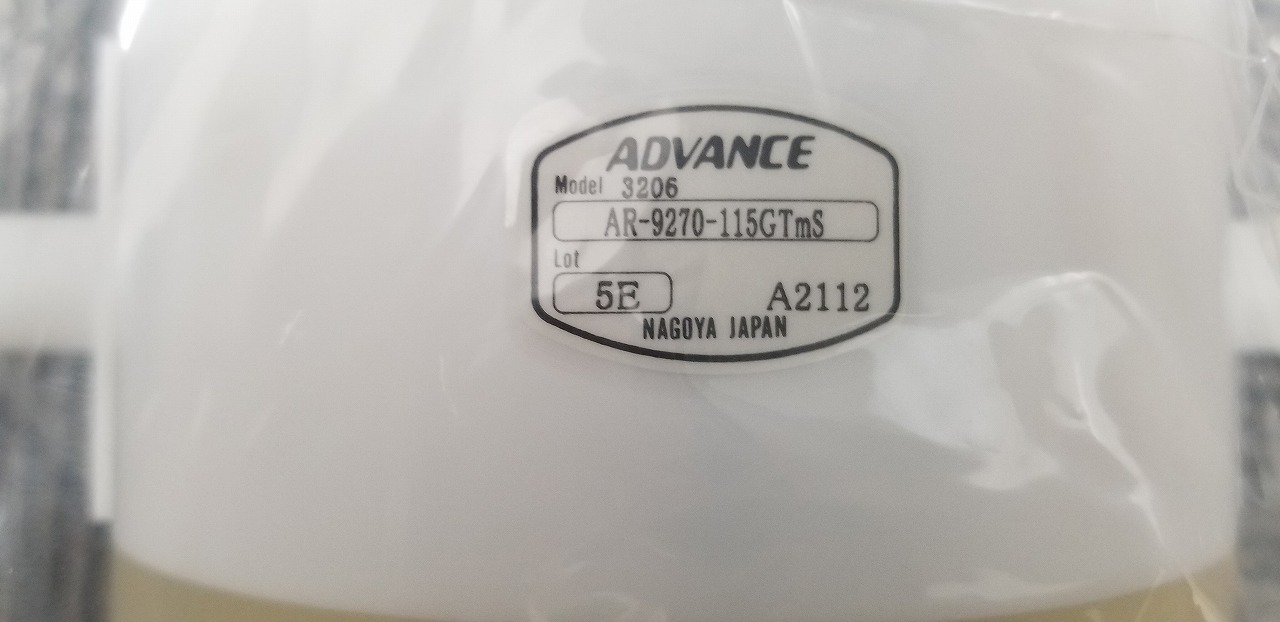 ADVANCE
Model 3206
AR-9270-115GTmS
Lot
5E A2112
NAGOYA JAPAN